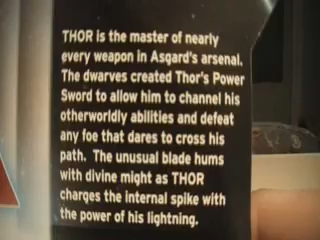 THOR is the master of nearly
every weapon in Asgard's arsenal.
The dwarves created Thor's Power
Sword to allow him to channel his
otherworldly abilities and defeat
any foe that dares to cross his
path. The unusual blade hums
with divine might as THOR
charges the internal spike with
the power of his lightning.